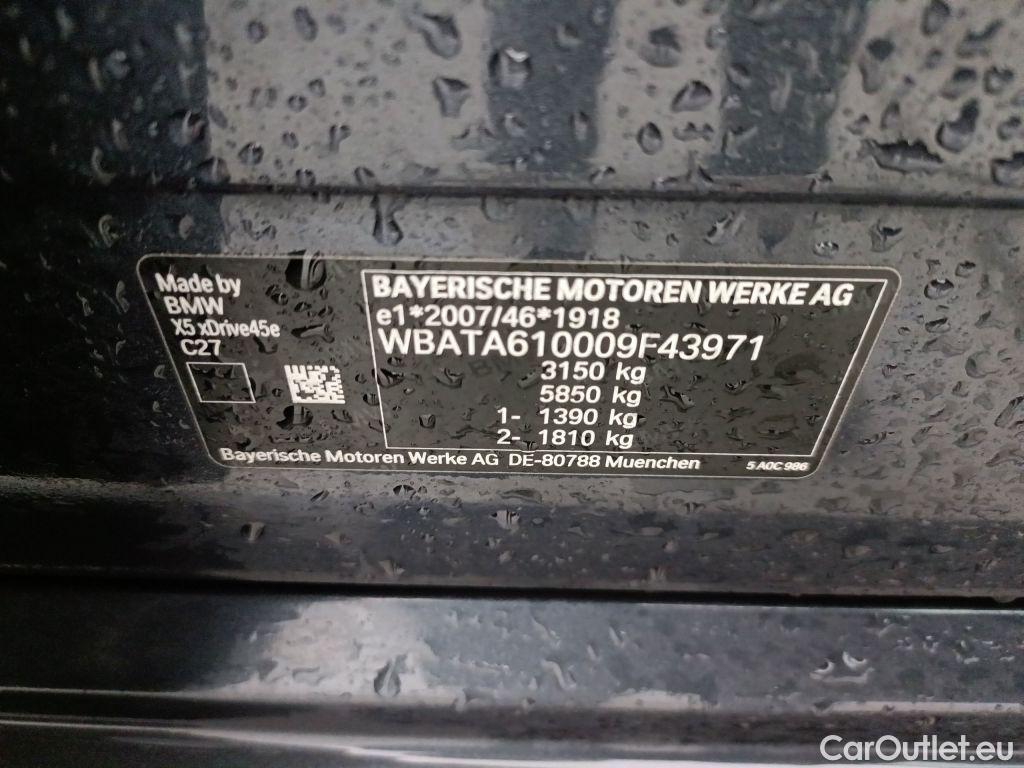 Made by
BMW
X5 xDrive45e
C27
BAYERISCHE MOTOREN WERKE AG
e1*2007/46*1918
WBATA610009F43971
3150 kg
5850 kg
1- 1390 kg
2- 1810 kg
Bayerische Motoren Werke AG DE-80788 Muenchen
5 A0C 986
CarOutlet.eu